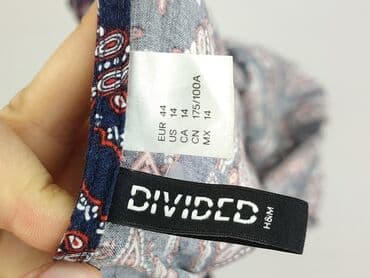 EUR 44
US 14
CA 14
CN 175/100A
MX 14
DIVIDED
H&M